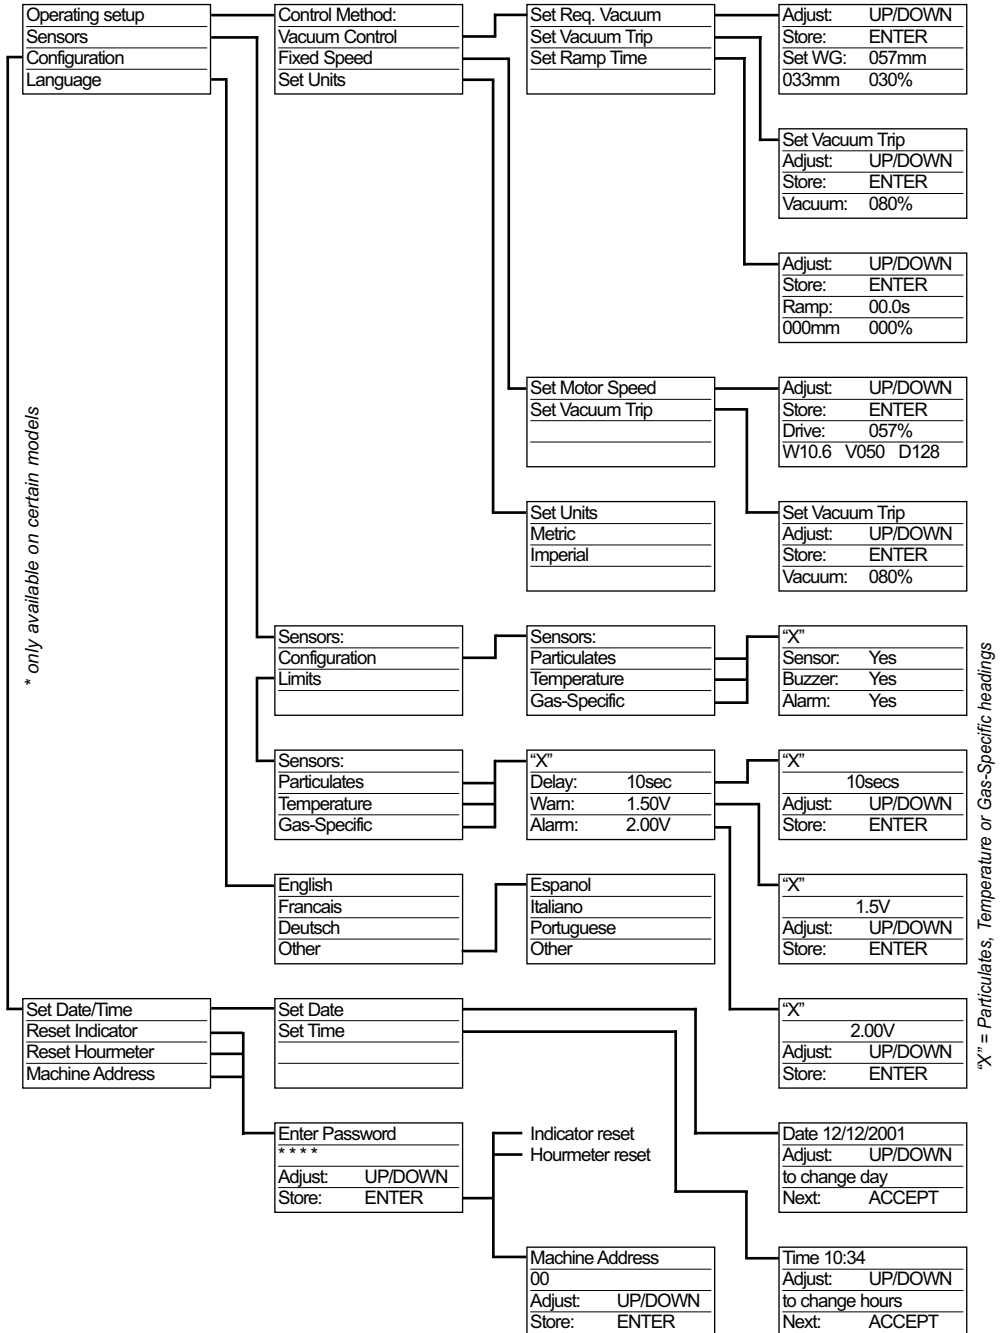 Operating setup
Sensors
Configuration
Language
Control Method:
Vacuum Control
Fixed Speed
Set Units
Set Req. Vacuum
Set Vacuum Trip
Set Ramp Time
Adjust: UP/DOWN
Store: ENTER
Set WG: 057mm
033mm 030%
Set Vacuum Trip
Adjust: UP/DOWN
Store: ENTER
Vacuum: 080%
Adjust: UP/DOWN
Store: ENTER
Ramp: 00.0s
000mm 000%
Set Motor Speed
Set Vacuum Trip
Adjust: UP/DOWN
Store: ENTER
Drive: 057%
W10.6 V050 D128
Set Units
Metric
Imperial
Set Vacuum Trip
Adjust: UP/DOWN
Store: ENTER
Vacuum: 080%
* only available on certain models
Sensors:
Configuration
Limits
Sensors:
Particulates
Temperature
Gas-Specific
"X"
Sensor: Yes
Buzzer: Yes
Alarm: Yes
Sensors:
Particulates
Temperature
Gas-Specific
"X"
Delay: 10sec
Warn: 1.50V
Alarm: 2.00V
"X"
10secs
Adjust: UP/DOWN
Store: ENTER
English
Francais
Deutsch
Other
Espanol
Italiano
Portuguese
Other
"X"
1.5V
Adjust: UP/DOWN
Store: ENTER
"X" = Particulates, Temperature or Gas-Specific headings
Set Date/Time
Reset Indicator
Reset Hourmeter
Machine Address
Set Date
Set Time
"X"
2.00V
Adjust: UP/DOWN
Store: ENTER
Enter Password
* * * *
Adjust: UP/DOWN
Store: ENTER
Indicator reset
Hourmeter reset
Date 12/12/2001
Adjust: UP/DOWN
to change day
Next: ACCEPT
Machine Address
00
Adjust: UP/DOWN
Store: ENTER
Time 10:34
Adjust: UP/DOWN
to change hours
Next: ACCEPT